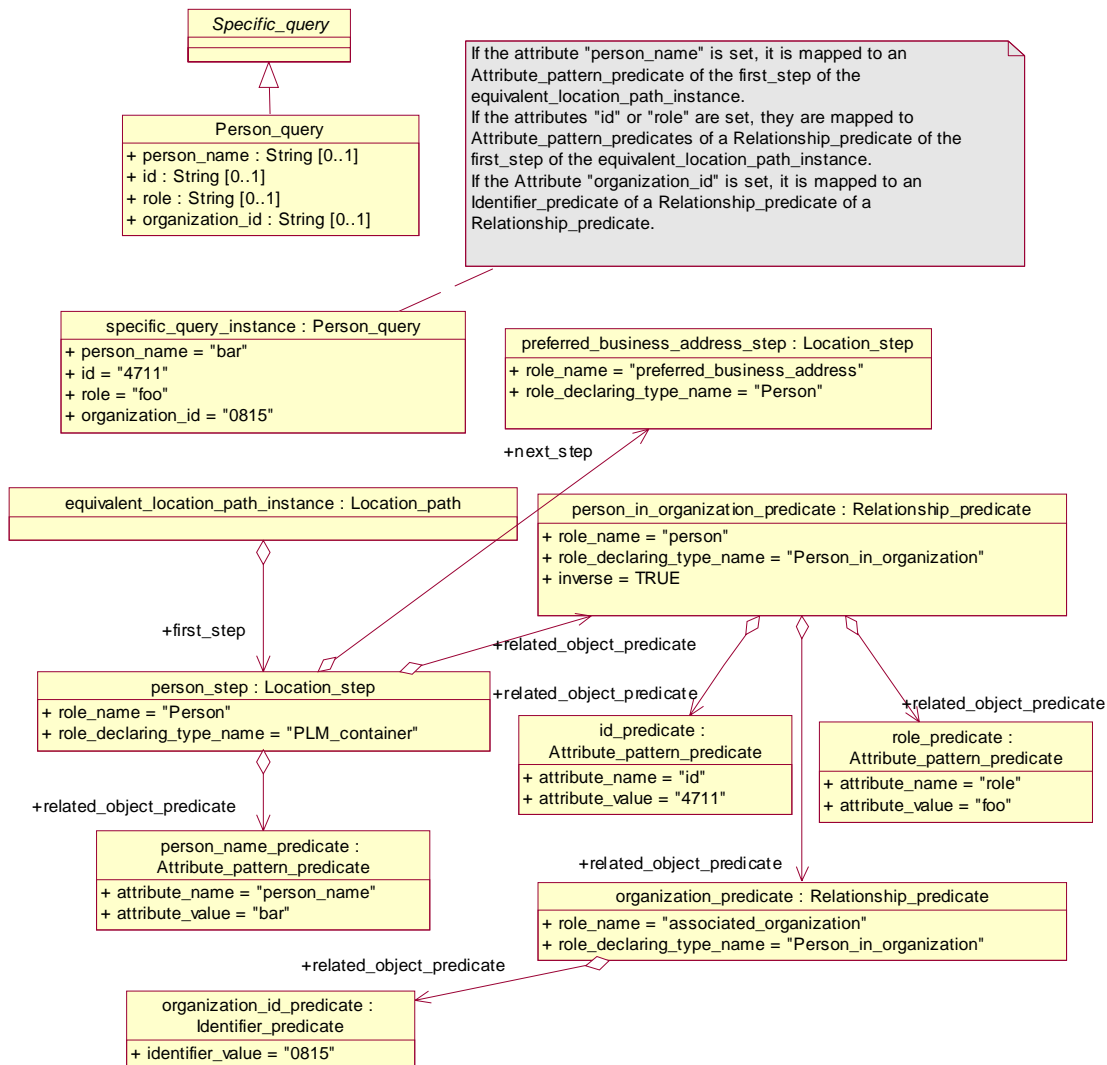 Specific_query
Person_query
+ person_name : String [0..1]
+ id : String [0..1]
+ role : String [0..1]
+ organization_id : String [0..1]
If the attribute "person_name" is set, it is mapped to an
Attribute_pattern_predicate of the first_step of the
equivalent_location_path_instance.
If the attributes "id" or "role" are set, they are mapped to
Attribute_pattern_predicates of a Relationship_predicate of the
first_step of the equivalent_location_path_instance.
If the Attribute "organization_id" is set, it is mapped to an
Identifier_predicate of a Relationship_predicate of a
Relationship_predicate.
specific_query_instance : Person_query
+ person_name = "bar"
+ id = "4711"
+ role = "foo"
+ organization_id = "0815"
preferred_business_address_step : Location_step
+ role_name = "preferred_business_address"
+ role_declaring_type_name = "Person"
+next_step
equivalent_location_path_instance : Location_path
person_in_organization_predicate : Relationship_predicate
+ role_name = "person"
+ role_declaring_type_name = "Person_in_organization"
+ inverse = TRUE
+first_step
+related_object_predicate
person_step : Location_step
+ role_name = "Person"
+ role_declaring_type_name = "PLM_container"
+related_object_predicate
+related_object_predicate
id_predicate :
Attribute_pattern_predicate
+ attribute_name = "id"
+ attribute_value = "4711"
role_predicate :
Attribute_pattern_predicate
+ attribute_name = "role"
+ attribute_value = "foo"
+related_object_predicate
person_name_predicate :
Attribute_pattern_predicate
+ attribute_name = "person_name"
+ attribute_value = "bar"
+related_object_predicate
organization_predicate : Relationship_predicate
+ role_name = "associated_organization"
+ role_declaring_type_name = "Person_in_organization"
+related_object_predicate
organization_id_predicate :
Identifier_predicate
+ identifier_value = "0815"